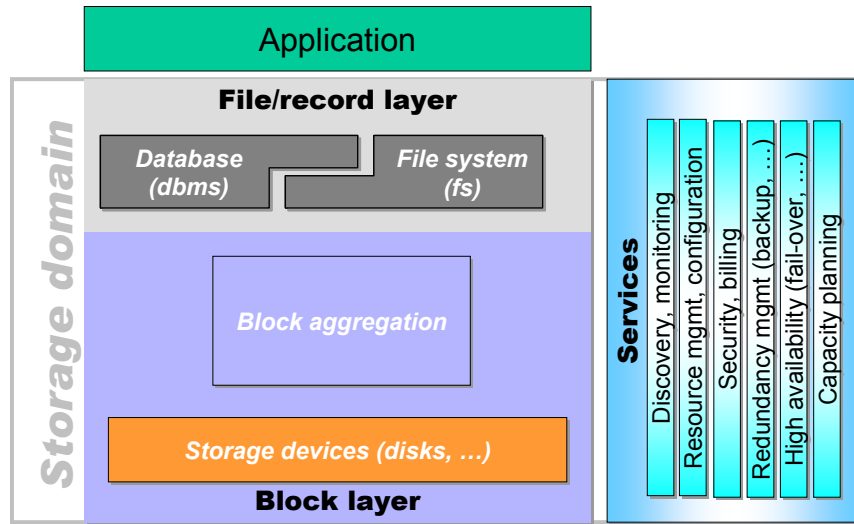 Application
Storage domain
File/record layer
Database
(dbms)
File system
(fs)
Block aggregation
Storage devices (disks, …)
Block layer
Services
Discovery, monitoring
Resource mgmt, configuration
Security, billing
Redundancy mgmt (backup, …)
High availability (fail-over, …)
Capacity planning